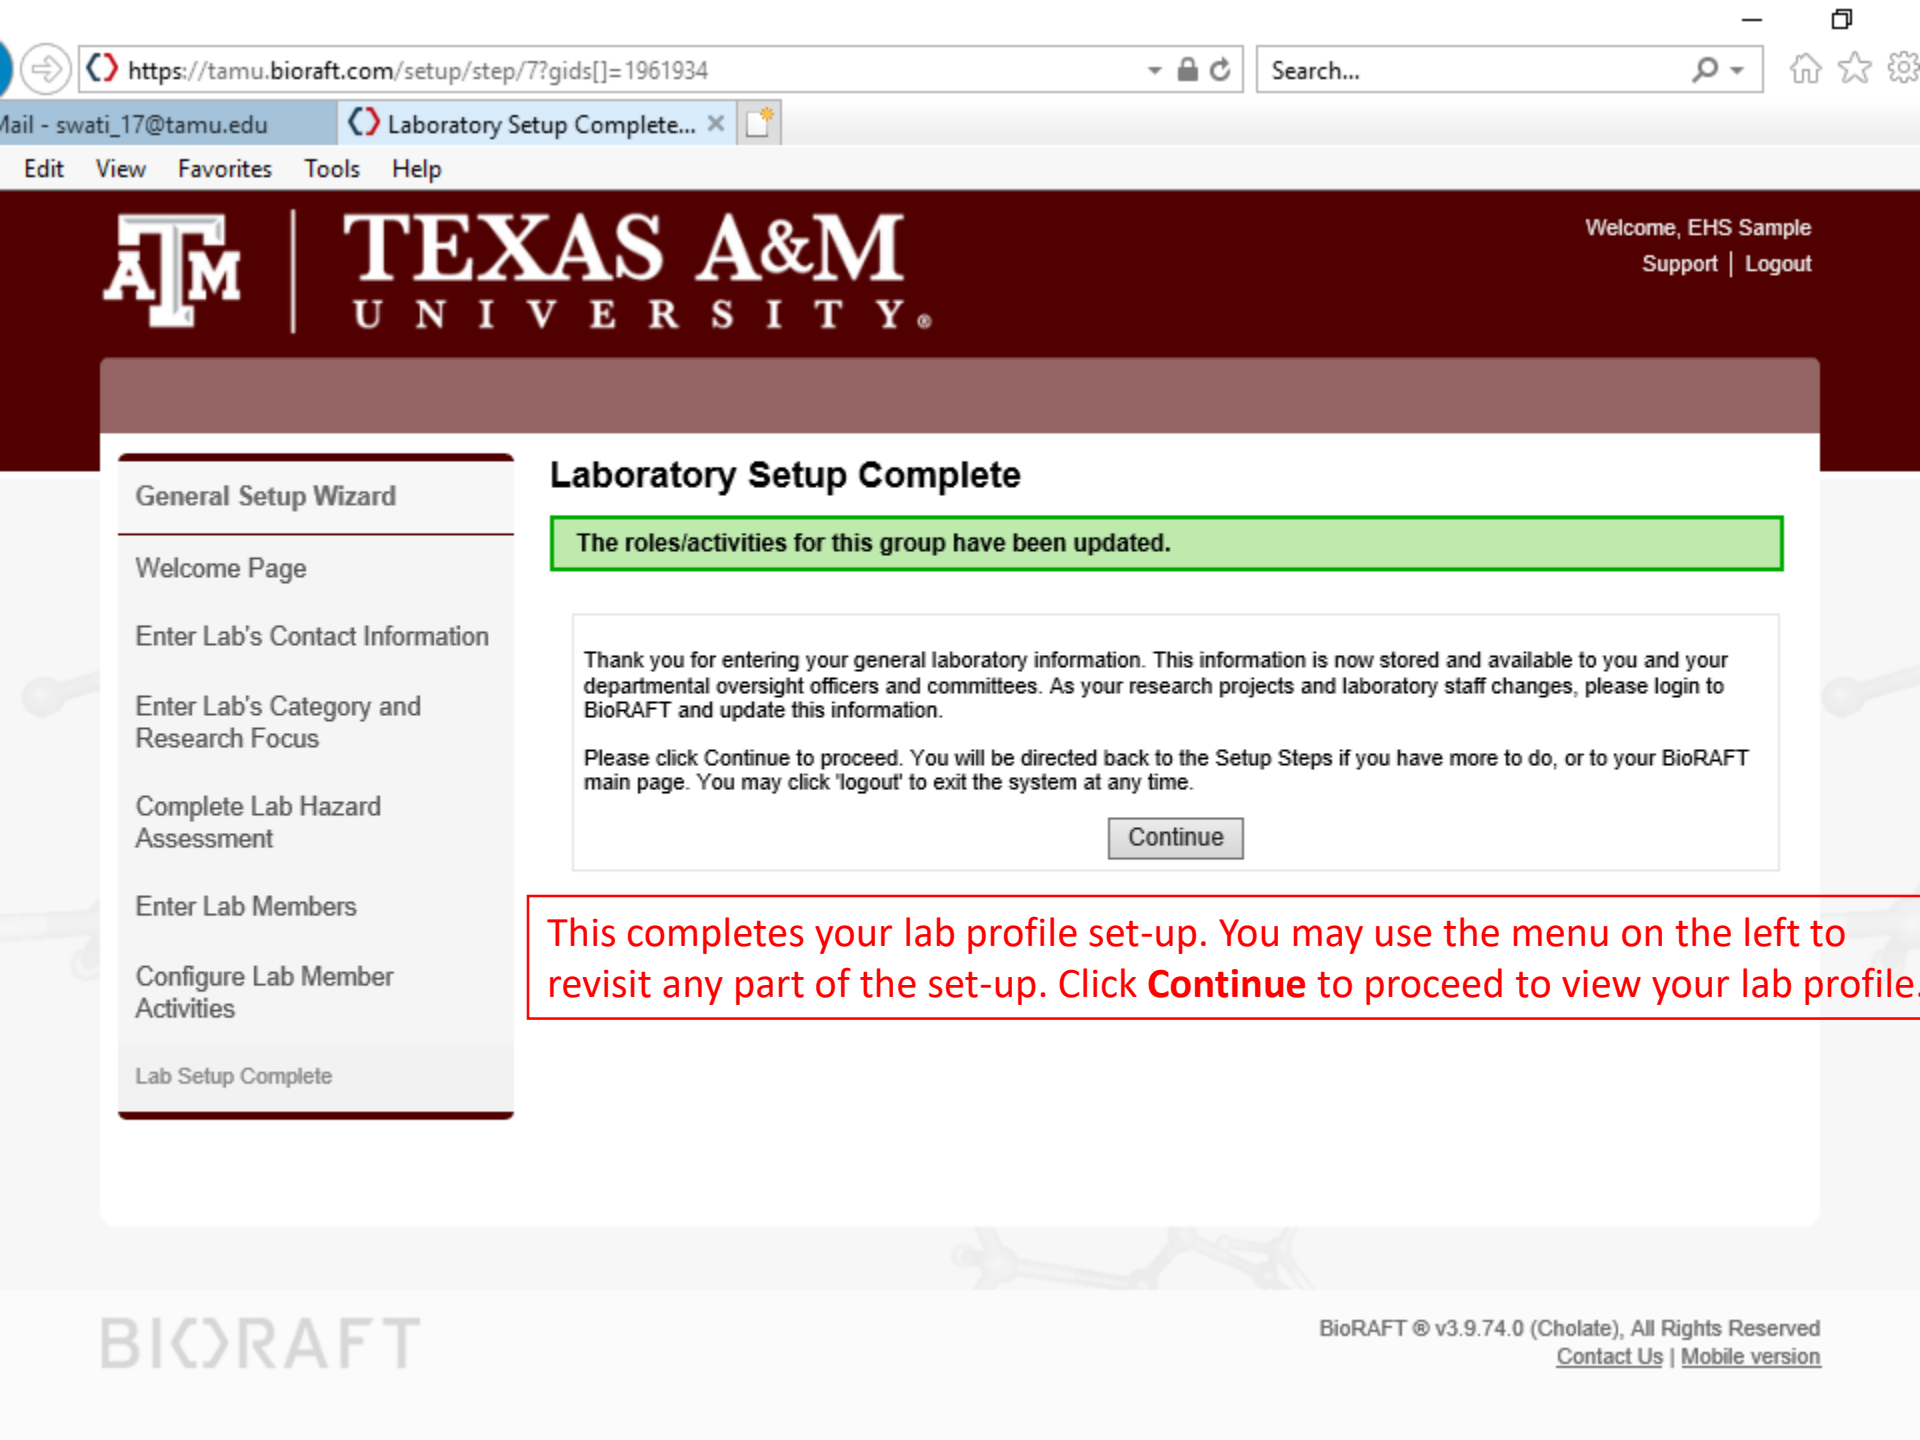 https://tamu.bioraft.com/setup/step/7?gids[]=1961934
Search...
Mail - swati_17@tamu.edu
Laboratory Setup Complete...
Edit View Favorites Tools Help
ATM
TEXAS A&M
UNIVERSITY®
Welcome, EHS Sample
Support | Logout
General Setup Wizard
Welcome Page
Enter Lab's Contact Information
Enter Lab's Category and
Research Focus
Complete Lab Hazard
Assessment
Enter Lab Members
Configure Lab Member
Activities
Lab Setup Complete
Laboratory Setup Complete
The roles/activities for this group have been updated.
Thank you for entering your general laboratory information. This information is now stored and available to you and your
departmental oversight officers and committees. As your research projects and laboratory staff changes, please login to
BioRAFT and update this information.
Please click Continue to proceed. You will be directed back to the Setup Steps if you have more to do, or to your BioRAFT
main page. You may click 'logout' to exit the system at any time.
Continue
This completes your lab profile set-up. You may use the menu on the left to
revisit any part of the set-up. Click Continue to proceed to view your lab profile.
BIORAFT
BioRAFT ® v3.9.74.0 (Cholate), All Rights Reserved
Contact Us | Mobile version